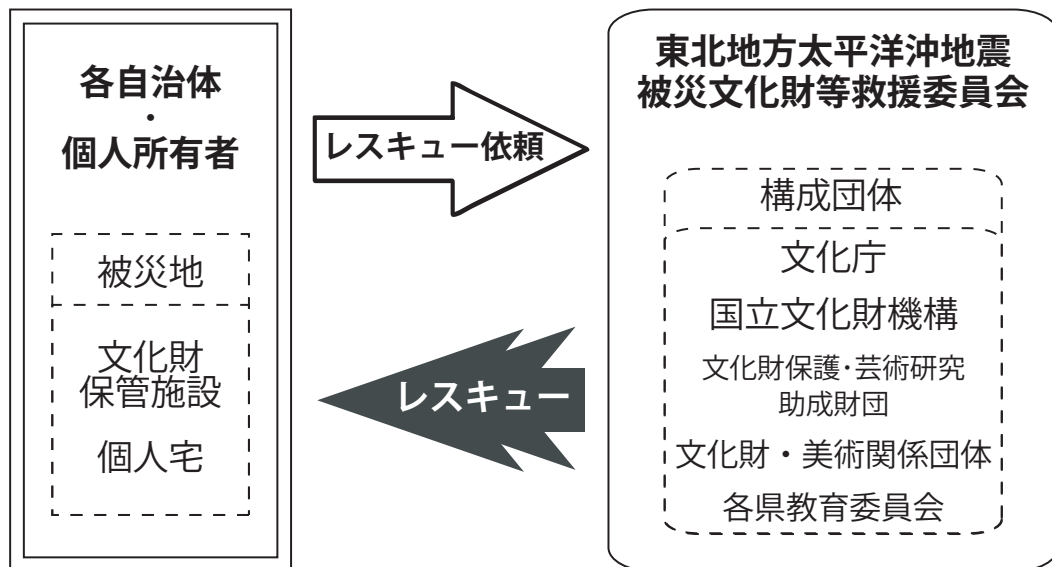 各自治体
・
個人所有者
被災地
文化財
保管施設
個人宅
レスキュー依頼
レスキュー
東北地方太平洋沖地震
被災文化財等救援委員会
構成団体
文化庁
国立文化財機構
文化財保護・芸術研究
助成財団
文化財・美術関係団体
各県教育委員会